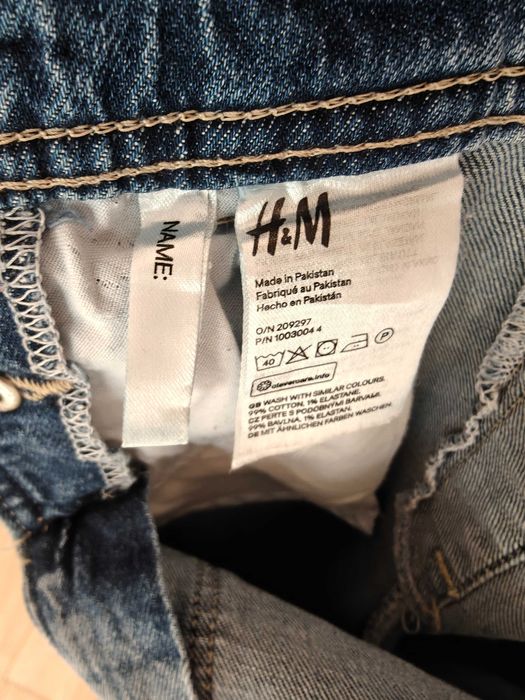 NAME:
H&M
Made in Pakistan
Fabriqué au Pakistan
Hecho en Pakistán
O/N 209297
P/N 1003004 4
40
P
clevercare.info
GB WASH WITH SIMILAR COLOURS.
99% COTTON. 1% ELASTANE.
CZ PERTE S PODOBNÝMI BARVAMI.
99% BAVLNA. 1% ELASTAN.
DE MIT ÄHNLICHEN FARBEN WASCHEN.